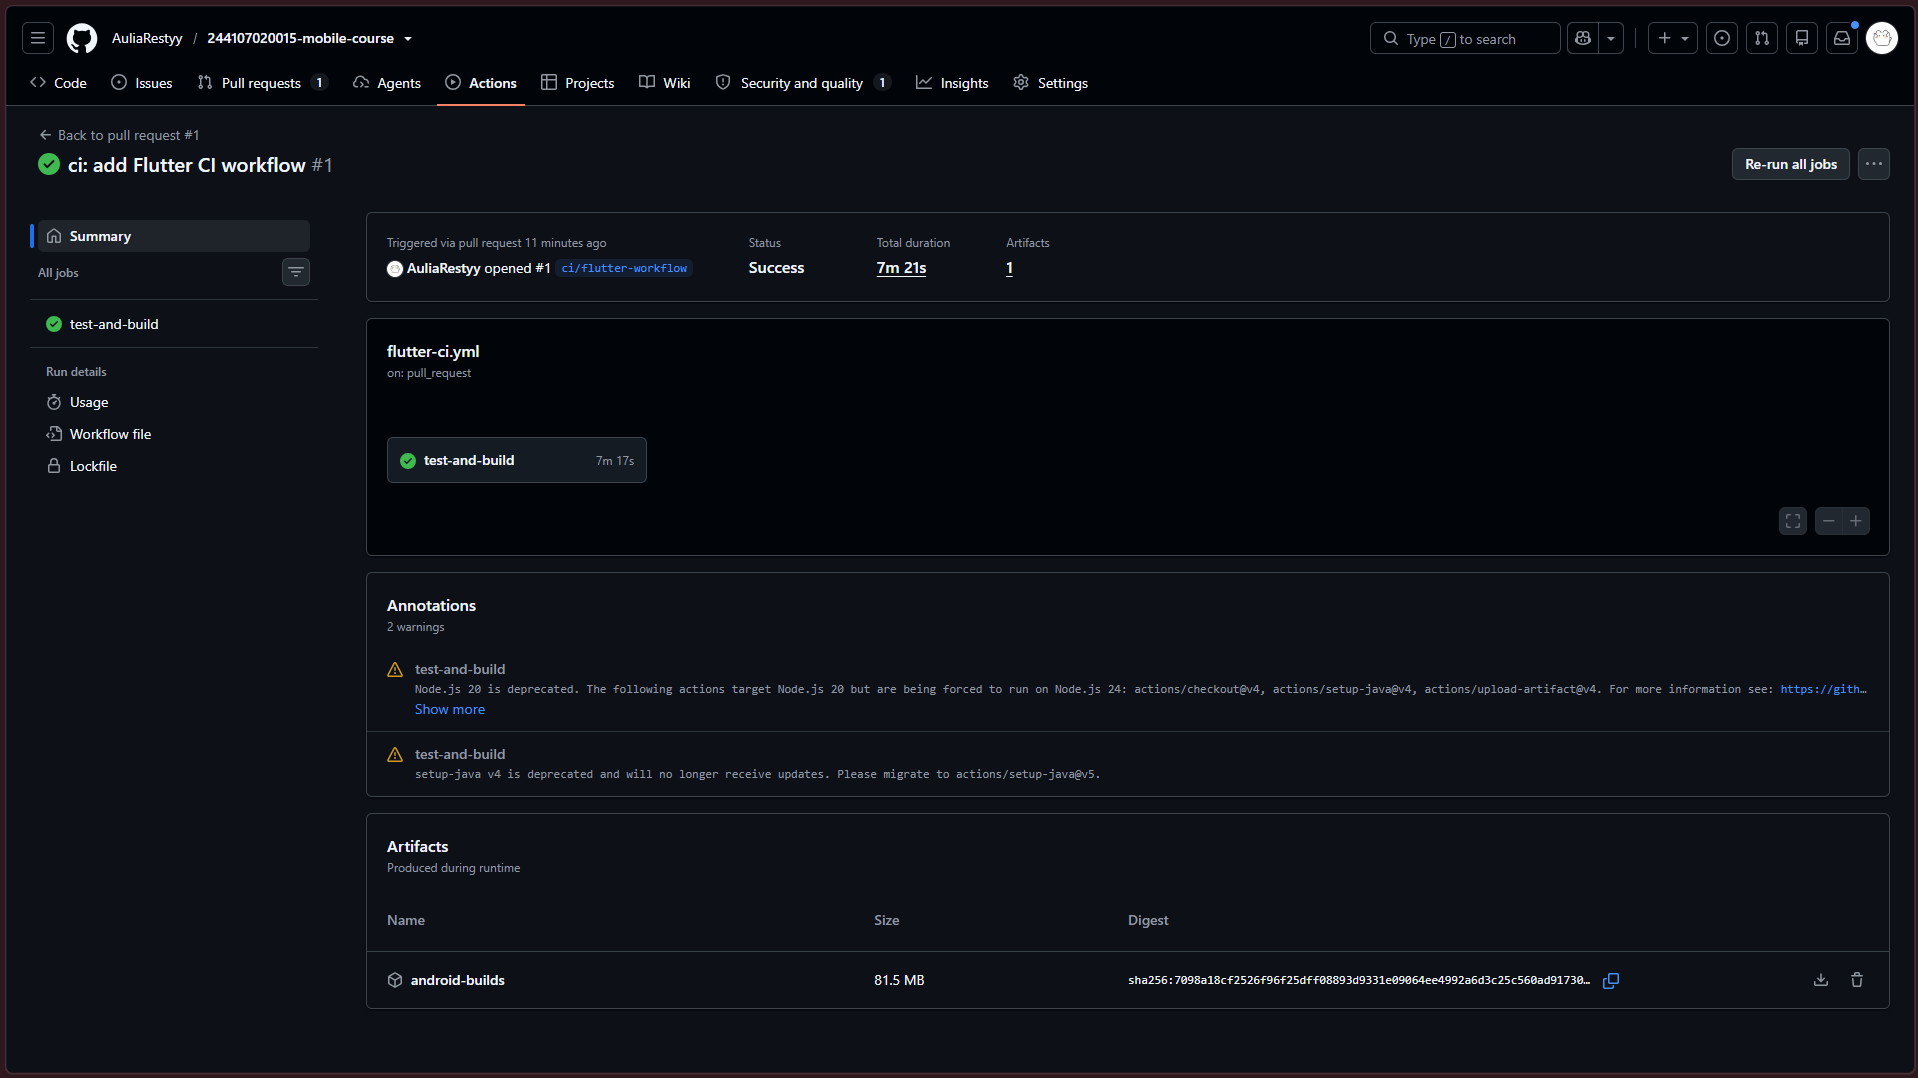 AuliaRestyy / 244107020015-mobile-course
Type / to search
Code
Issues
Pull requests 1
Agents
Actions
Projects
Wiki
Security and quality 1
Insights
Settings
Back to pull request #1
ci: add Flutter CI workflow #1
Re-run all jobs
Summary
All jobs
test-and-build
Run details
Usage
Workflow file
Lockfile
Triggered via pull request 11 minutes ago
AuliaRestyy opened #1 ci/flutter-workflow
Status
Success
Total duration
7m 21s
Artifacts
1
flutter-ci.yml
on: pull_request
test-and-build 7m 17s
Annotations
2 warnings
test-and-build
Node.js 20 is deprecated. The following actions target Node.js 20 but are being forced to run on Node.js 24: actions/checkout@v4, actions/setup-java@v4, actions/upload-artifact@v4. For more information see: https://gith…
Show more
test-and-build
setup-java v4 is deprecated and will no longer receive updates. Please migrate to actions/setup-java@v5.
Artifacts
Produced during runtime
Name Size Digest
android-builds 81.5 MB sha256:7098a18cf2526f96f25dff08893d9331e09064ee4992a6d3c25c560ad91730…